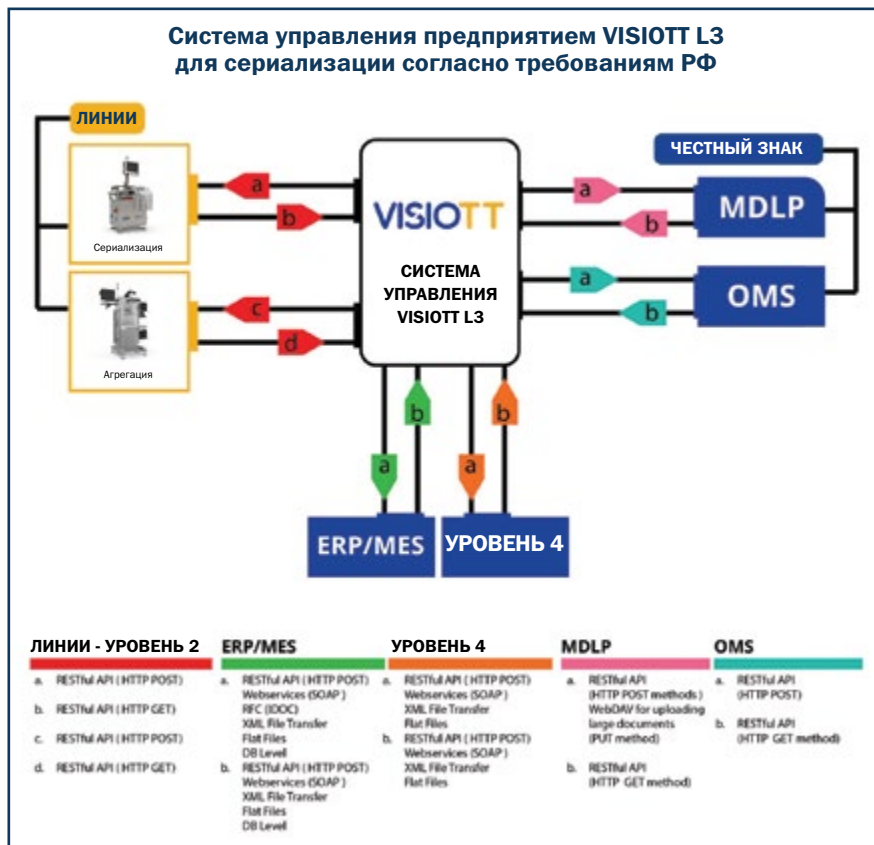 Система управления предприятием VISIOTT L3
для сериализации согласно требованиям РФ
ЛИНИИ
Сериализация
Агрегация
a
b
c
d
VISIOTT
СИСТЕМА
УПРАВЛЕНИЯ
VISIOTT L3
ЧЕСТНЫЙ ЗНАК
a
b
MDLP
a
b
OMS
a
b
a
b
ERP/MES
УРОВЕНЬ 4
ЛИНИИ - УРОВЕНЬ 2
a. RESTful API ( HTTP POST)
b. RESTful API ( HTTP GET)
c. RESTful API ( HTTP POST)
d. RESTful API ( HTTP GET)
ERP/MES
a. RESTful API ( HTTP POST)
Webservices (SOAP )
RFC (IDOC)
XML File Transfer
Flat Files
DB Level
b. RESTful API ( HTTP POST)
Webservices (SOAP )
XML File Transfer
Flat Files
DB Level
УРОВЕНЬ 4
a. RESTful API ( HTTP POST)
Webservices (SOAP )
XML File Transfer
Flat Files
b. RESTful API ( HTTP POST)
Webservices (SOAP )
XML File Transfer
Flat Files
MDLP
a. RESTful API
(HTTP POST methods )
WebDAV for uploading
large documents
(PUT method)
b. RESTful API
(HTTP GET method)
OMS
a. RESTful API
(HTTP POST)
b. RESTful API
(HTTP GET method)